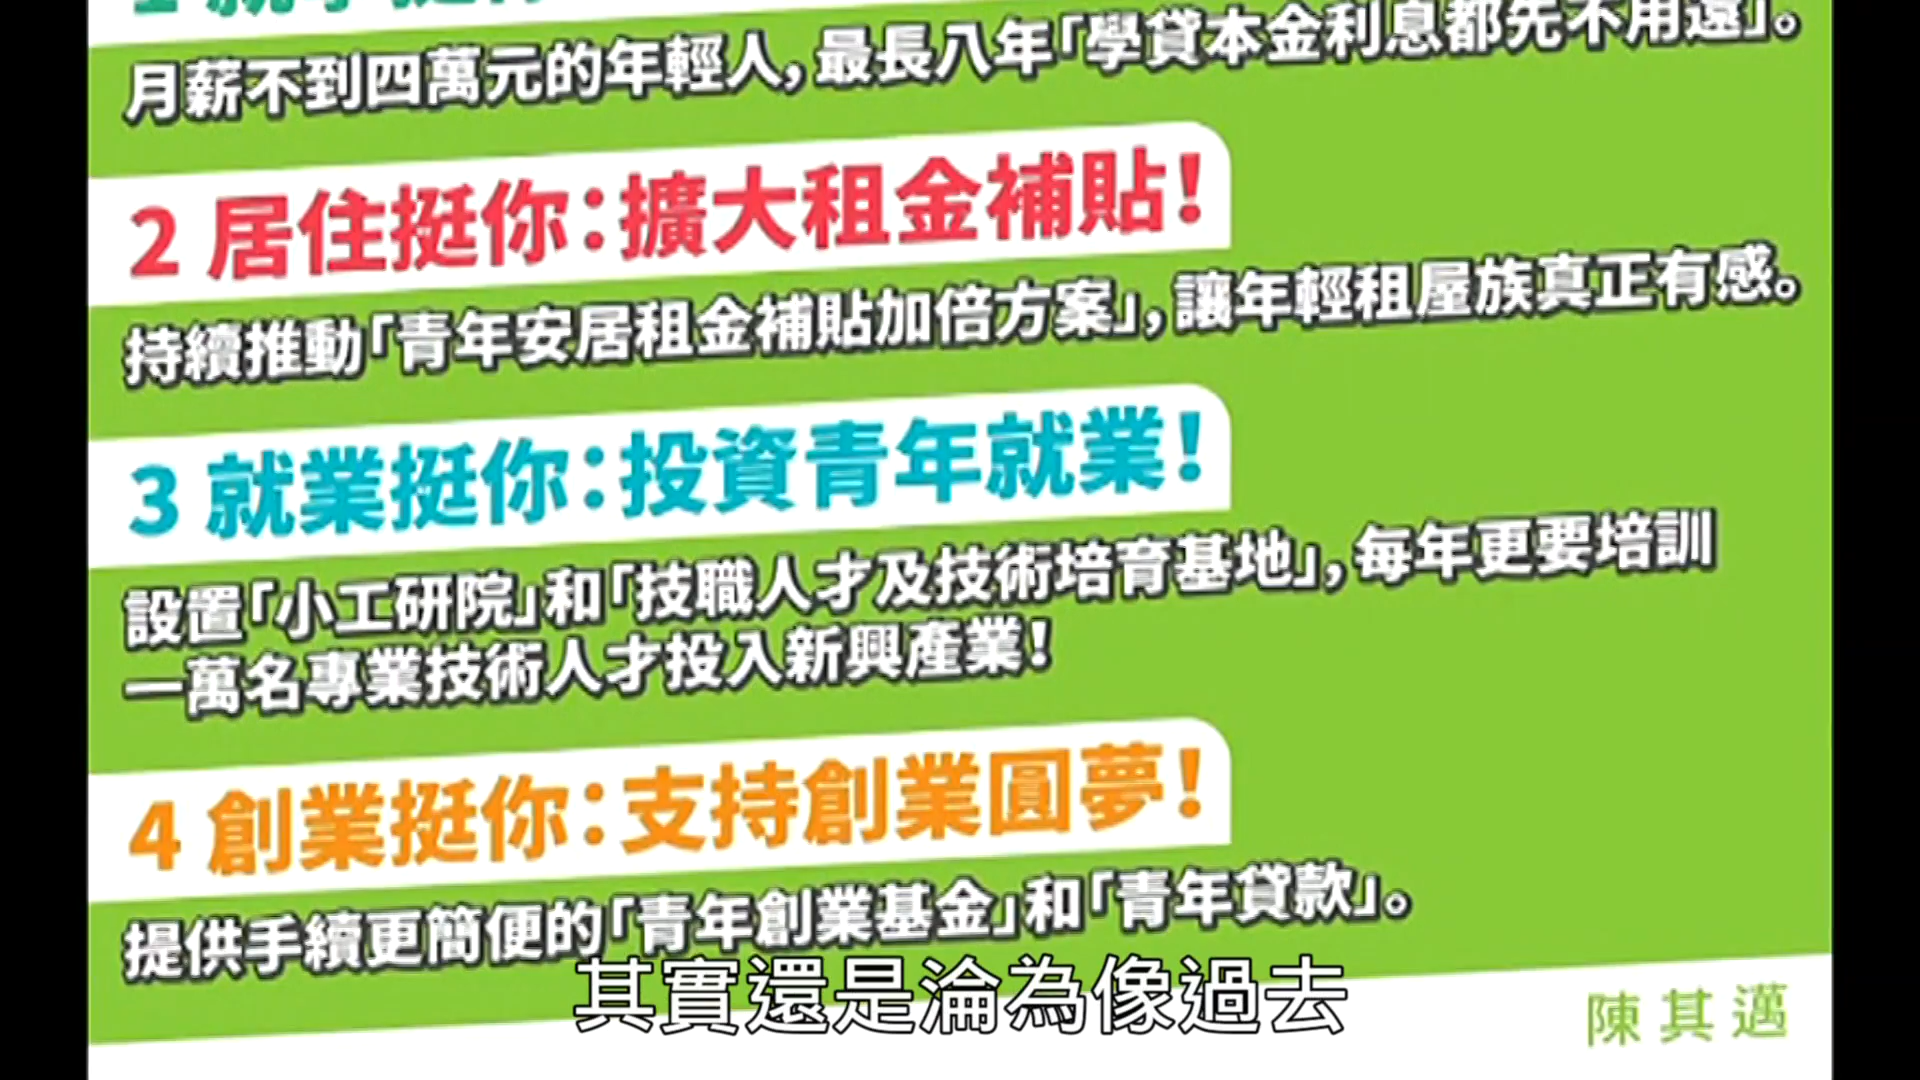 月薪不到四萬元的年輕人，最長八年「學貸本金利息都先不用還」。
2 居住挺你：擴大租金補貼！
持續推動「青年安居租金補貼加倍方案」，讓年輕租屋族真正有感。
3 就業挺你：投資青年就業！
設置「小工研院」和「技職人才及技術培育基地」，每年更要培訓
一萬名專業技術人才投入新興產業！
4 創業挺你：支持創業圓夢！
提供手續更簡便的「青年創業基金」和「青年貸款」。
其實還是淪為像過去
陳其邁